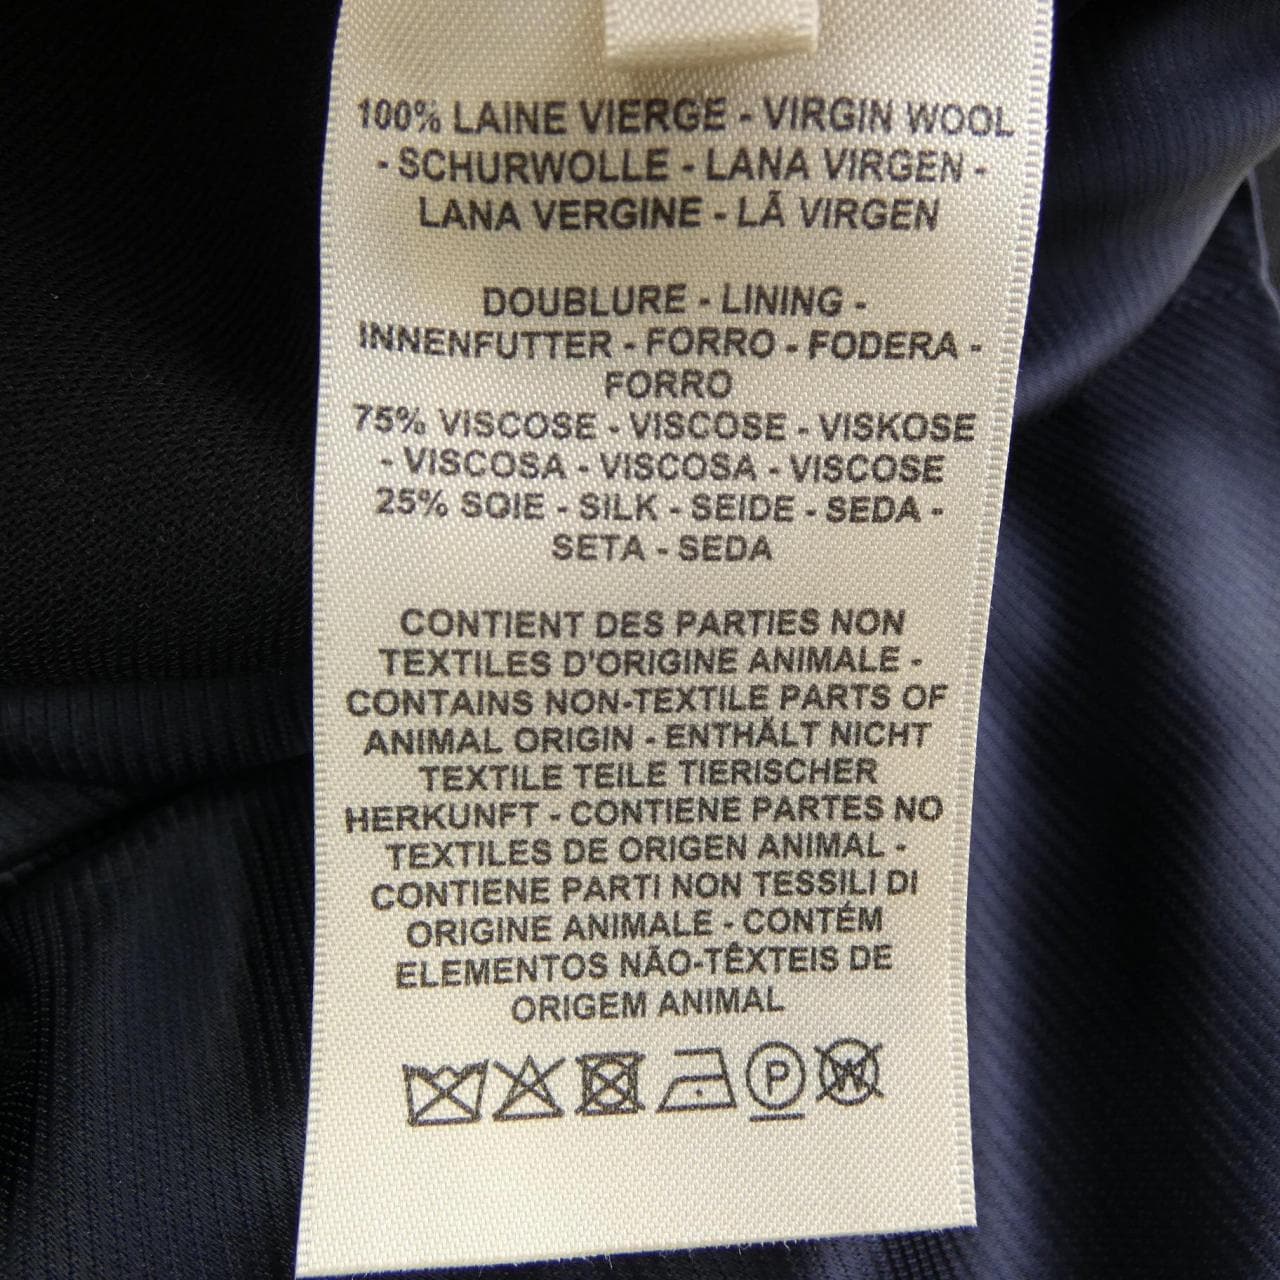 100% LAINE VIERGE - VIRGIN WOOL
- SCHURWOLLE - LANA VIRGEN -
LANA VERGINE - LÃ VIRGEN
DOUBLURE - LINING -
INNENFUTTER - FORRO - FODERA -
FORRO
75% VISCOSE - VISCOSE - VISKOSE
- VISCOSA - VISCOSA - VISCOSE
25% SOIE - SILK - SEIDE - SEDA -
SETA - SEDA
CONTIENT DES PARTIES NON
TEXTILES D'ORIGINE ANIMALE -
CONTAINS NON-TEXTILE PARTS OF
ANIMAL ORIGIN - ENTHÄLT NICHT
TEXTILE TEILE TIERISCHER
HERKUNFT - CONTIENE PARTES NO
TEXTILES DE ORIGEN ANIMAL -
CONTIENE PARTI NON TESSILI DI
ORIGINE ANIMALE - CONTÉM
ELEMENTOS NÃO-TÊXTEIS DE
ORIGEM ANIMAL
P W